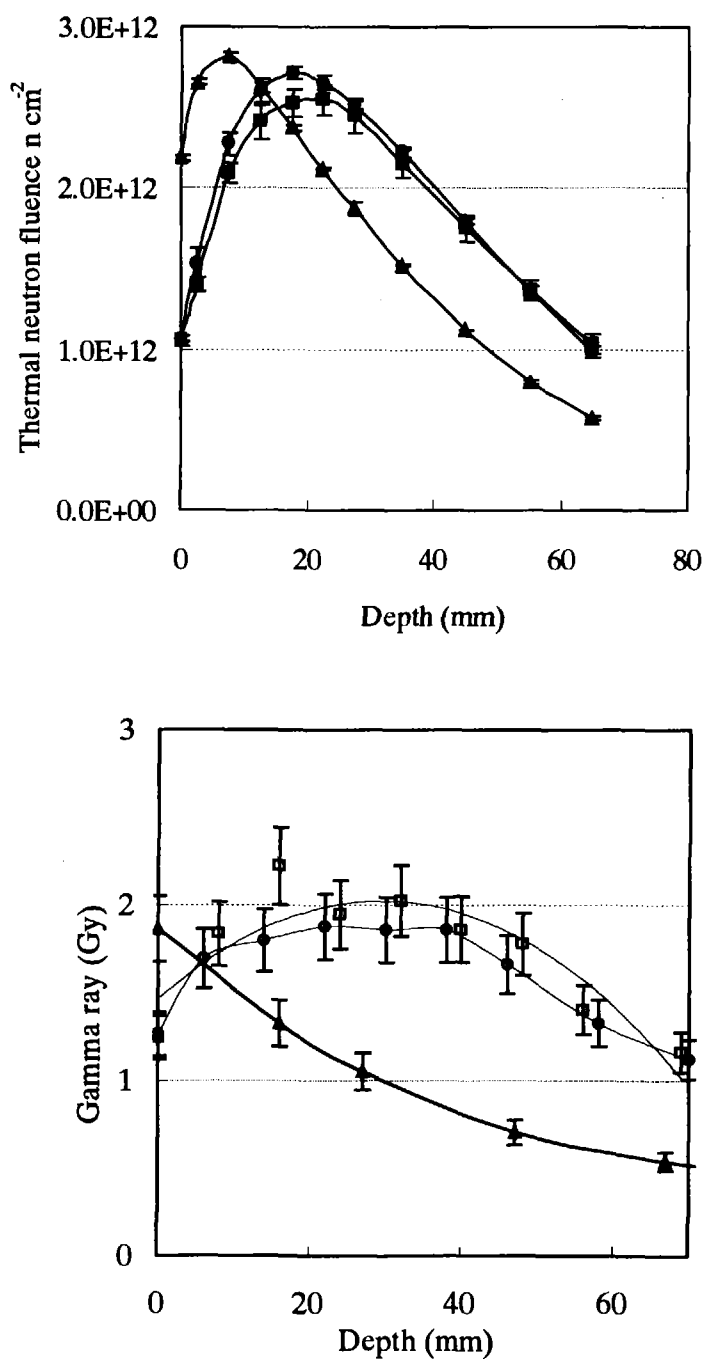 3.0E+12
2.0E+12
1.0E+12
0.0E+00
Thermal neutron fluence n cm-2
0 20 40 60 80
Depth (mm)
3
2
1
0
Gamma ray (Gy)
0 20 40 60
Depth (mm)